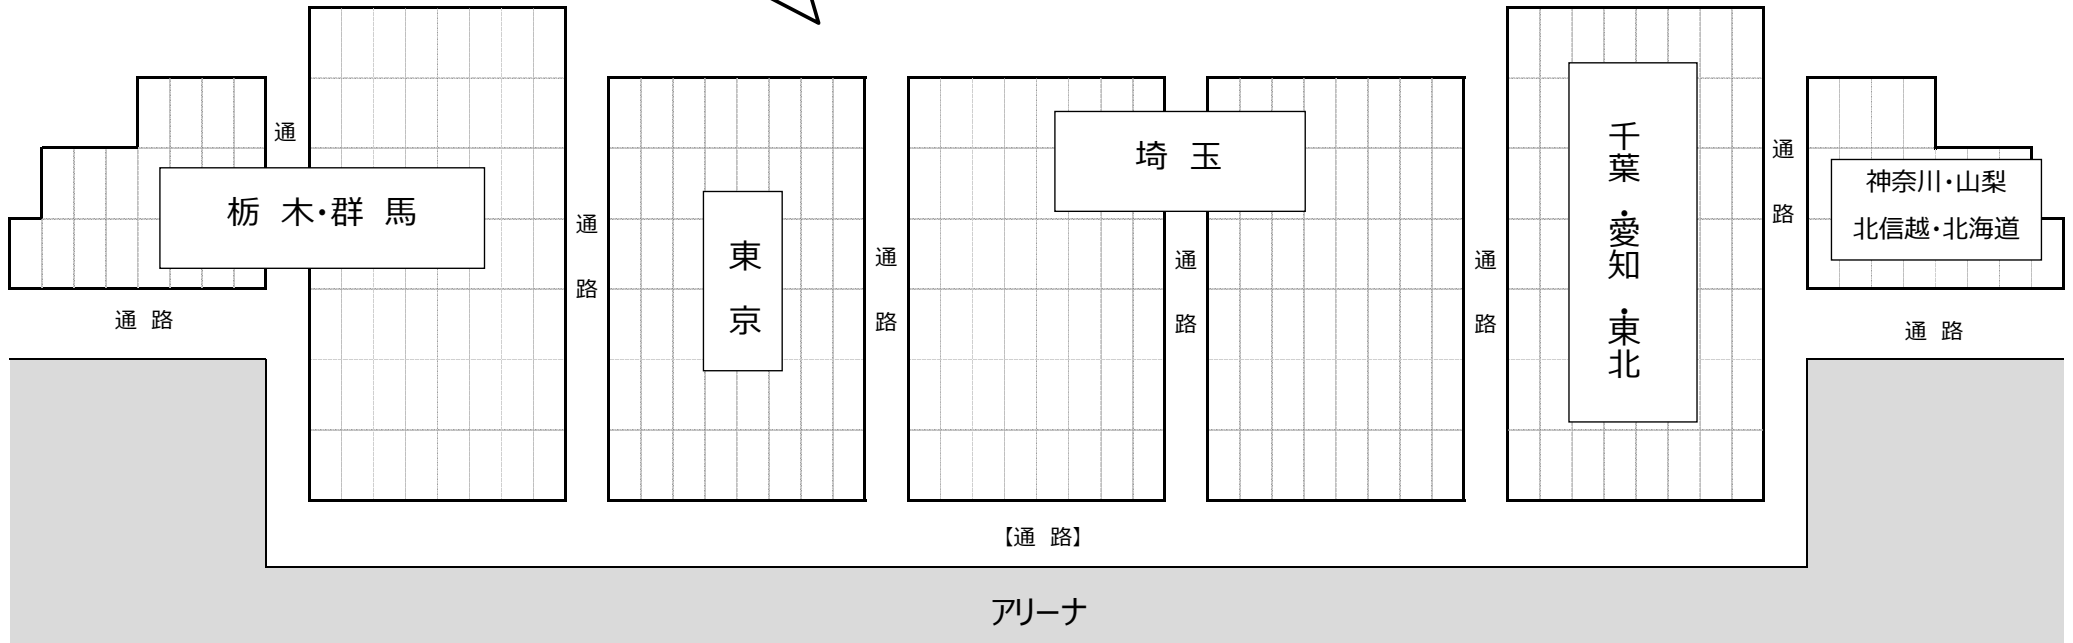 通
栃 木・群 馬
通 路
通
路
東
京
通
路
埼 玉
通
路
通
路
千葉・愛知・東北
通
路
神奈川・山梨
北信越・北海道
通 路
【通 路】
アリーナ